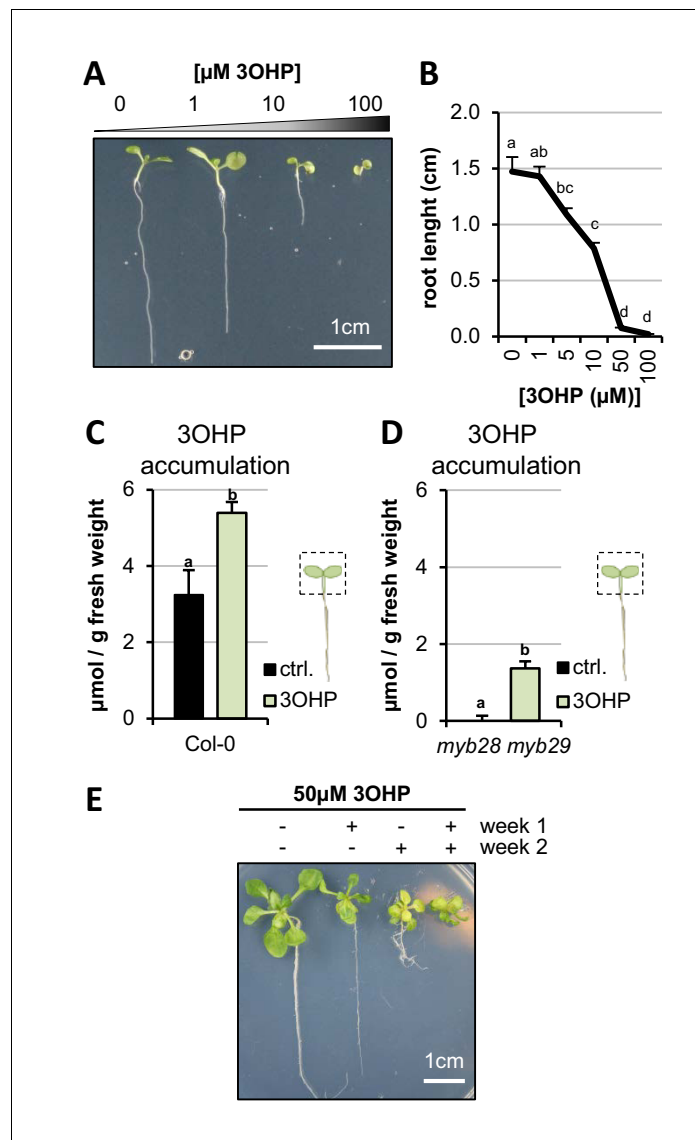 A
[µM 3OHP]
0 1 10 100
1cm
B
root lenght (cm)
2.0
1.5
1.0
0.5
0.0
a
ab
bc
c
d
d
0 1 5 10 50 100
[3OHP (µM)]
C
3OHP
accumulation
µmol / g fresh weight
6
4
2
0
a
b
ctrl.
3OHP
Col-0
D
3OHP
accumulation
µmol / g fresh weight
6
4
2
0
a
b
ctrl.
3OHP
myb28 myb29
E
50µM 3OHP
- + - + week 1
- - + + week 2
1cm